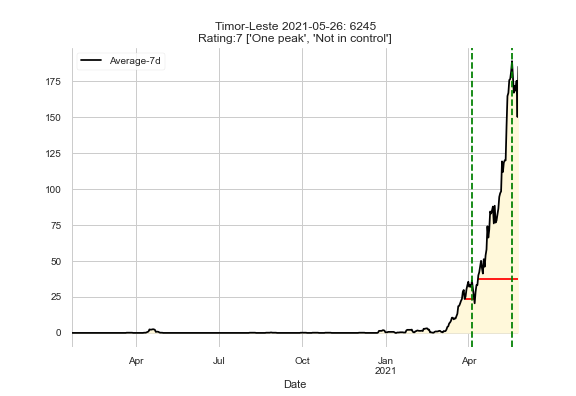 Timor-Leste 2021-05-26: 6245
Rating:7 ['One peak', 'Not in control']
Average-7d
175
150
125
100
75
50
25
0
Apr
Jul
Oct
Jan
2021
Apr
Date